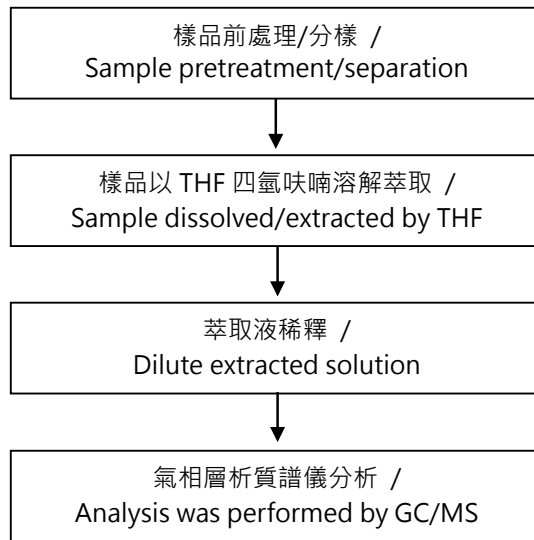 樣品前處理/分樣 /
Sample pretreatment/separation
樣品以 THF 四氫呋喃溶解萃取 /
Sample dissolved/extracted by THF
萃取液稀釋 /
Dilute extracted solution
氣相層析質譜儀分析 /
Analysis was performed by GC/MS